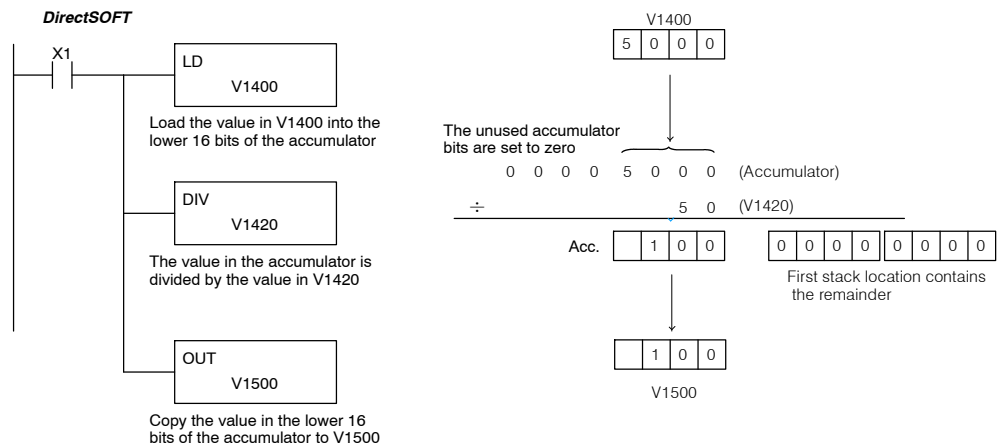 DirectSOFT
X1
LD
V1400
Load the value in V1400 into the
lower 16 bits of the accumulator
DIV
V1420
The value in the accumulator is
divided by the value in V1420
OUT
V1500
Copy the value in the lower 16
bits of the accumulator to V1500
V1400
5 0 0 0
The unused accumulator
bits are set to zero
0 0 0 0 5 0 0 0 (Accumulator)
÷ 5 0 (V1420)
Acc. 1 0 0 0 0 0 0 0 0 0 0
First stack location contains
the remainder
1 0 0
V1500